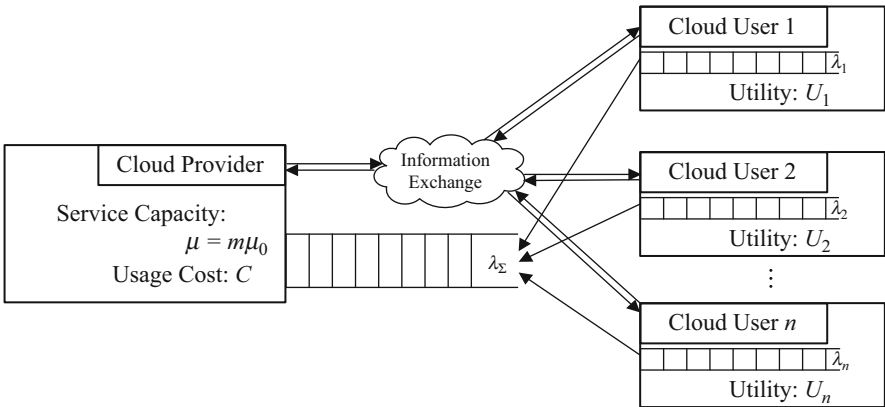 Cloud Provider
Service Capacity:
μ = mμ₀
Usage Cost: C
λ_Σ
Information
Exchange
Cloud User 1
λ₁
Utility: U₁
Cloud User 2
λ₂
Utility: U₂
⋮
Cloud User n
λₙ
Utility: Uₙ